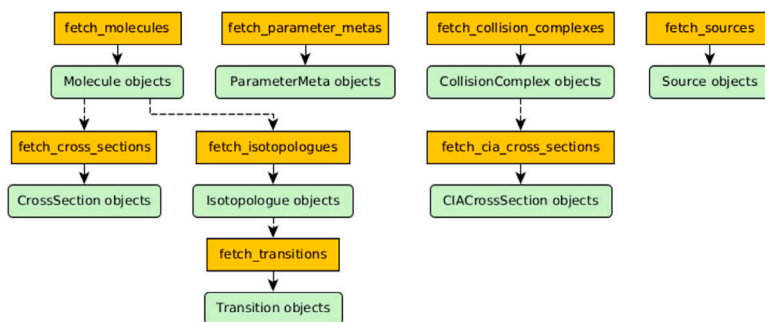 fetch_molecules
fetch_parameter_metas
fetch_collision_complexes
fetch_sources
Molecule objects
ParameterMeta objects
CollisionComplex objects
Source objects
fetch_cross_sections
fetch_isotopologues
fetch_cia_cross_sections
CrossSection objects
Isotopologue objects
CIACrossSection objects
fetch_transitions
Transition objects